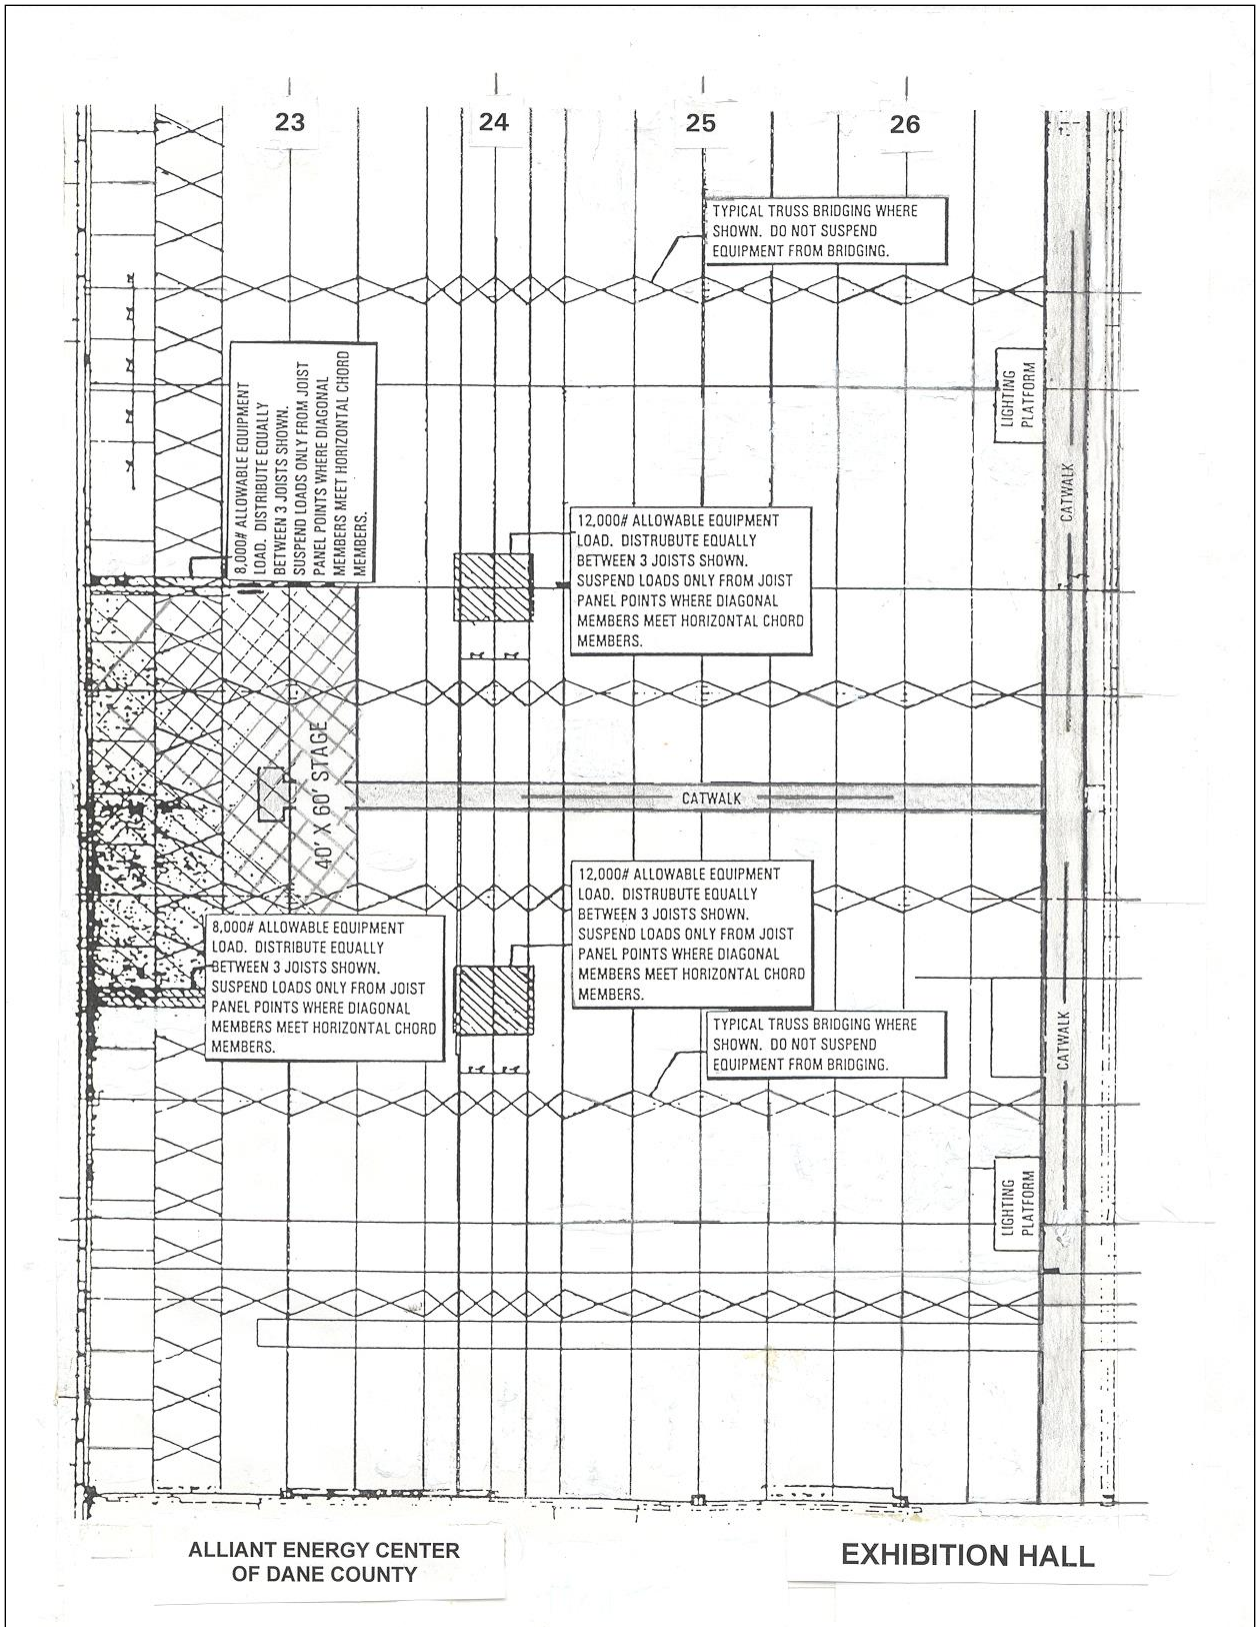 23
24
25
26
TYPICAL TRUSS BRIDGING WHERE
SHOWN. DO NOT SUSPEND
EQUIPMENT FROM BRIDGING.
8,000# ALLOWABLE EQUIPMENT
LOAD. DISTRIBUTE EQUALLY
BETWEEN 3 JOISTS SHOWN.
SUSPEND LOADS ONLY FROM JOIST
PANEL POINTS WHERE DIAGONAL
MEMBERS MEET HORIZONTAL CHORD
MEMBERS.
LIGHTING
PLATFORM
CATWALK
12,000# ALLOWABLE EQUIPMENT
LOAD. DISTRUBUTE EQUALLY
BETWEEN 3 JOISTS SHOWN.
SUSPEND LOADS ONLY FROM JOIST
PANEL POINTS WHERE DIAGONAL
MEMBERS MEET HORIZONTAL CHORD
MEMBERS.
40' X 60' STAGE
CATWALK
12,000# ALLOWABLE EQUIPMENT
LOAD. DISTRUBUTE EQUALLY
BETWEEN 3 JOISTS SHOWN.
SUSPEND LOADS ONLY FROM JOIST
PANEL POINTS WHERE DIAGONAL
MEMBERS MEET HORIZONTAL CHORD
MEMBERS.
8,000# ALLOWABLE EQUIPMENT
LOAD. DISTRIBUTE EQUALLY
BETWEEN 3 JOISTS SHOWN.
SUSPEND LOADS ONLY FROM JOIST
PANEL POINTS WHERE DIAGONAL
MEMBERS MEET HORIZONTAL CHORD
MEMBERS.
TYPICAL TRUSS BRIDGING WHERE
SHOWN. DO NOT SUSPEND
EQUIPMENT FROM BRIDGING.
CATWALK
LIGHTING
PLATFORM
ALLIANT ENERGY CENTER
OF DANE COUNTY
EXHIBITION HALL